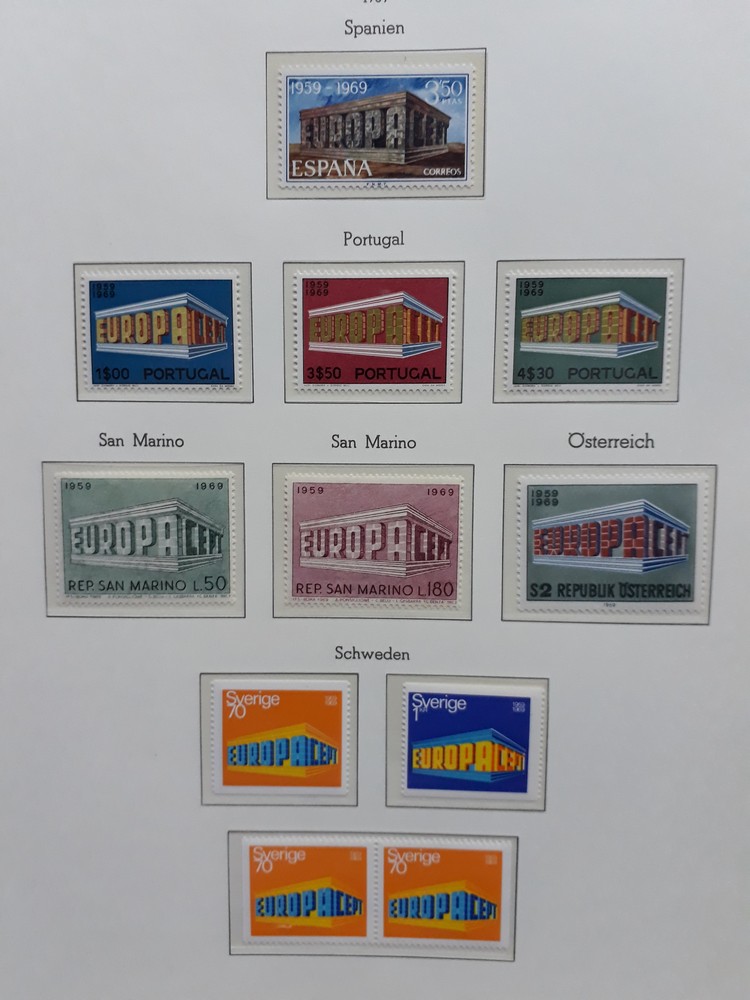 Spanien
1959 - 1969 3'50
PTAS
EUROPA CEPT
ESPAÑA CORREOS
Portugal
1959
1969
EUROPA CEPT
1$00 PORTUGAL
1959
1969
EUROPA CEPT
3$50 PORTUGAL
1959
1969
EUROPA CEPT
4$30 PORTUGAL
San Marino
San Marino
Österreich
1959 1969
EUROPA CEPT
REP. SAN MARINO L.50
1959 1969
EUROPA CEPT
REP. SAN MARINO L.180
1959
1969
EUROPA CEPT
S2 REPUBLIK ÖSTERREICH
Schweden
Sverige
70
EUROPA CEPT
Sverige
1
EUROPA CEPT
Sverige
70
EUROPA CEPT
Sverige
70
EUROPA CEPT